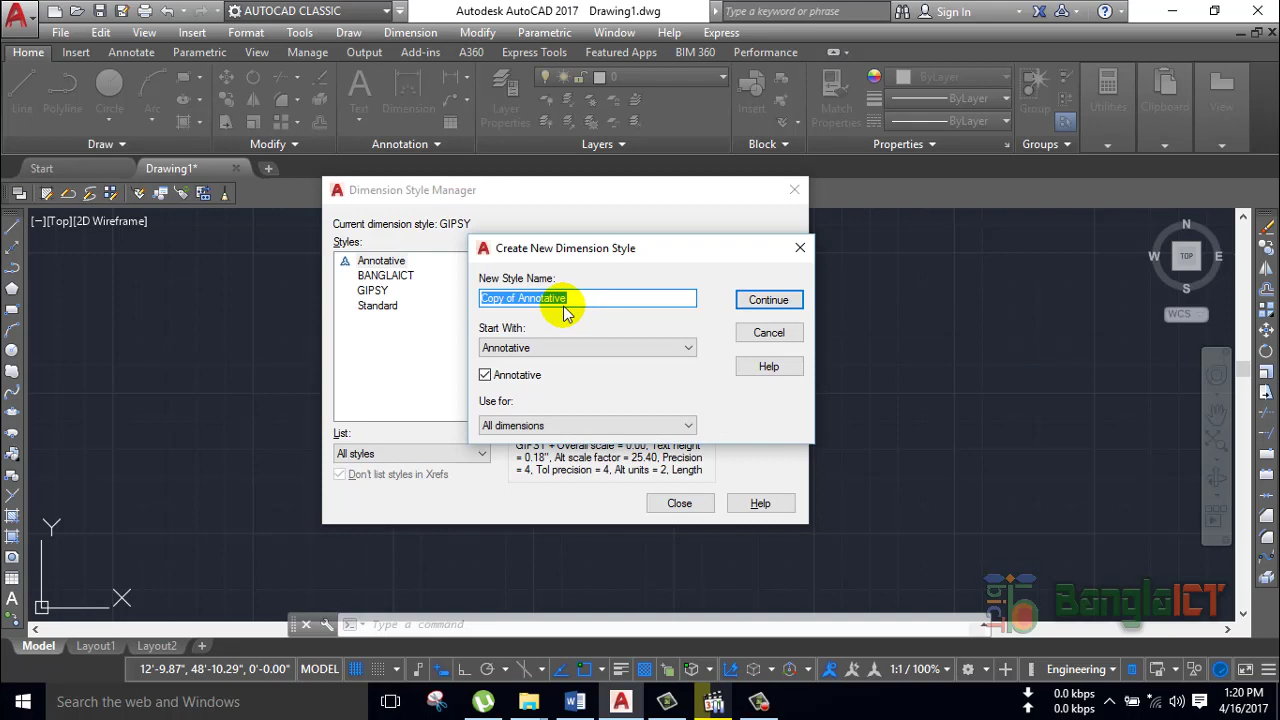 AUTOCAD CLASSIC
Autodesk AutoCAD 2017 Drawing1.dwg
Type a keyword or phrase
Sign In
File Edit View Insert Format Tools Draw Dimension Modify Parametric Window Help Express
Home Insert Annotate Parametric View Manage Output Add-ins A360 Express Tools Featured Apps BIM 360 Performance
Line
Polyline
Circle
Arc
Text
Dimension
Layer
Properties
0
Insert
Match
Properties
ByLayer
ByLayer
ByLayer
Group
Utilities
Clipboard
View
Draw
Modify
Annotation
Layers
Block
Properties
Groups
Start
Drawing1*
[−][Top][2D Wireframe]
Dimension Style Manager
Current dimension style: GIPSY
Styles:
Annotative
BANGLAICT
GIPSY
Standard
List:
All styles
Don't list styles in Xrefs
Create New Dimension Style
New Style Name:
Copy of Annotative
Start With:
Annotative
Annotative
Use for:
All dimensions
Continue
Cancel
Help
GIPSY + Overall scale = 0.00, Text height
= 0.18", Alt scale factor = 25.40, Precision
= 4, Tol precision = 4, Alt units = 2, Length
Close
Help
N
W
TOP
E
S
WCS
Y
X
BanglaICT
Type a command
Model
Layout1
Layout2
12'-9.87", 48'-10.29", 0'-0.00"
MODEL
1:1 / 100%
Engineering
Search the web and Windows
0.0 kbps
0.0 kbps
1:20 PM
4/16/2017